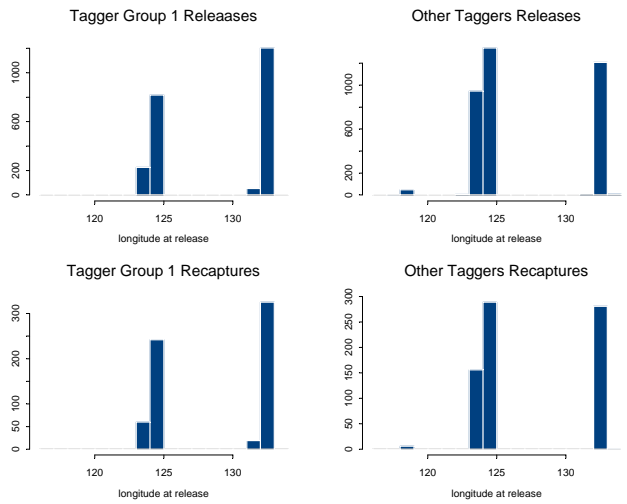 Tagger Group 1 Releaases
0 200 600 1000
120 125 130
longitude at release
Other Taggers Releases
0 200 600 1000
120 125 130
longitude at release
Tagger Group 1 Recaptures
0 50 100 200 300
120 125 130
longitude at release
Other Taggers Recaptures
0 50 100 150 200 250 300
120 125 130
longitude at release